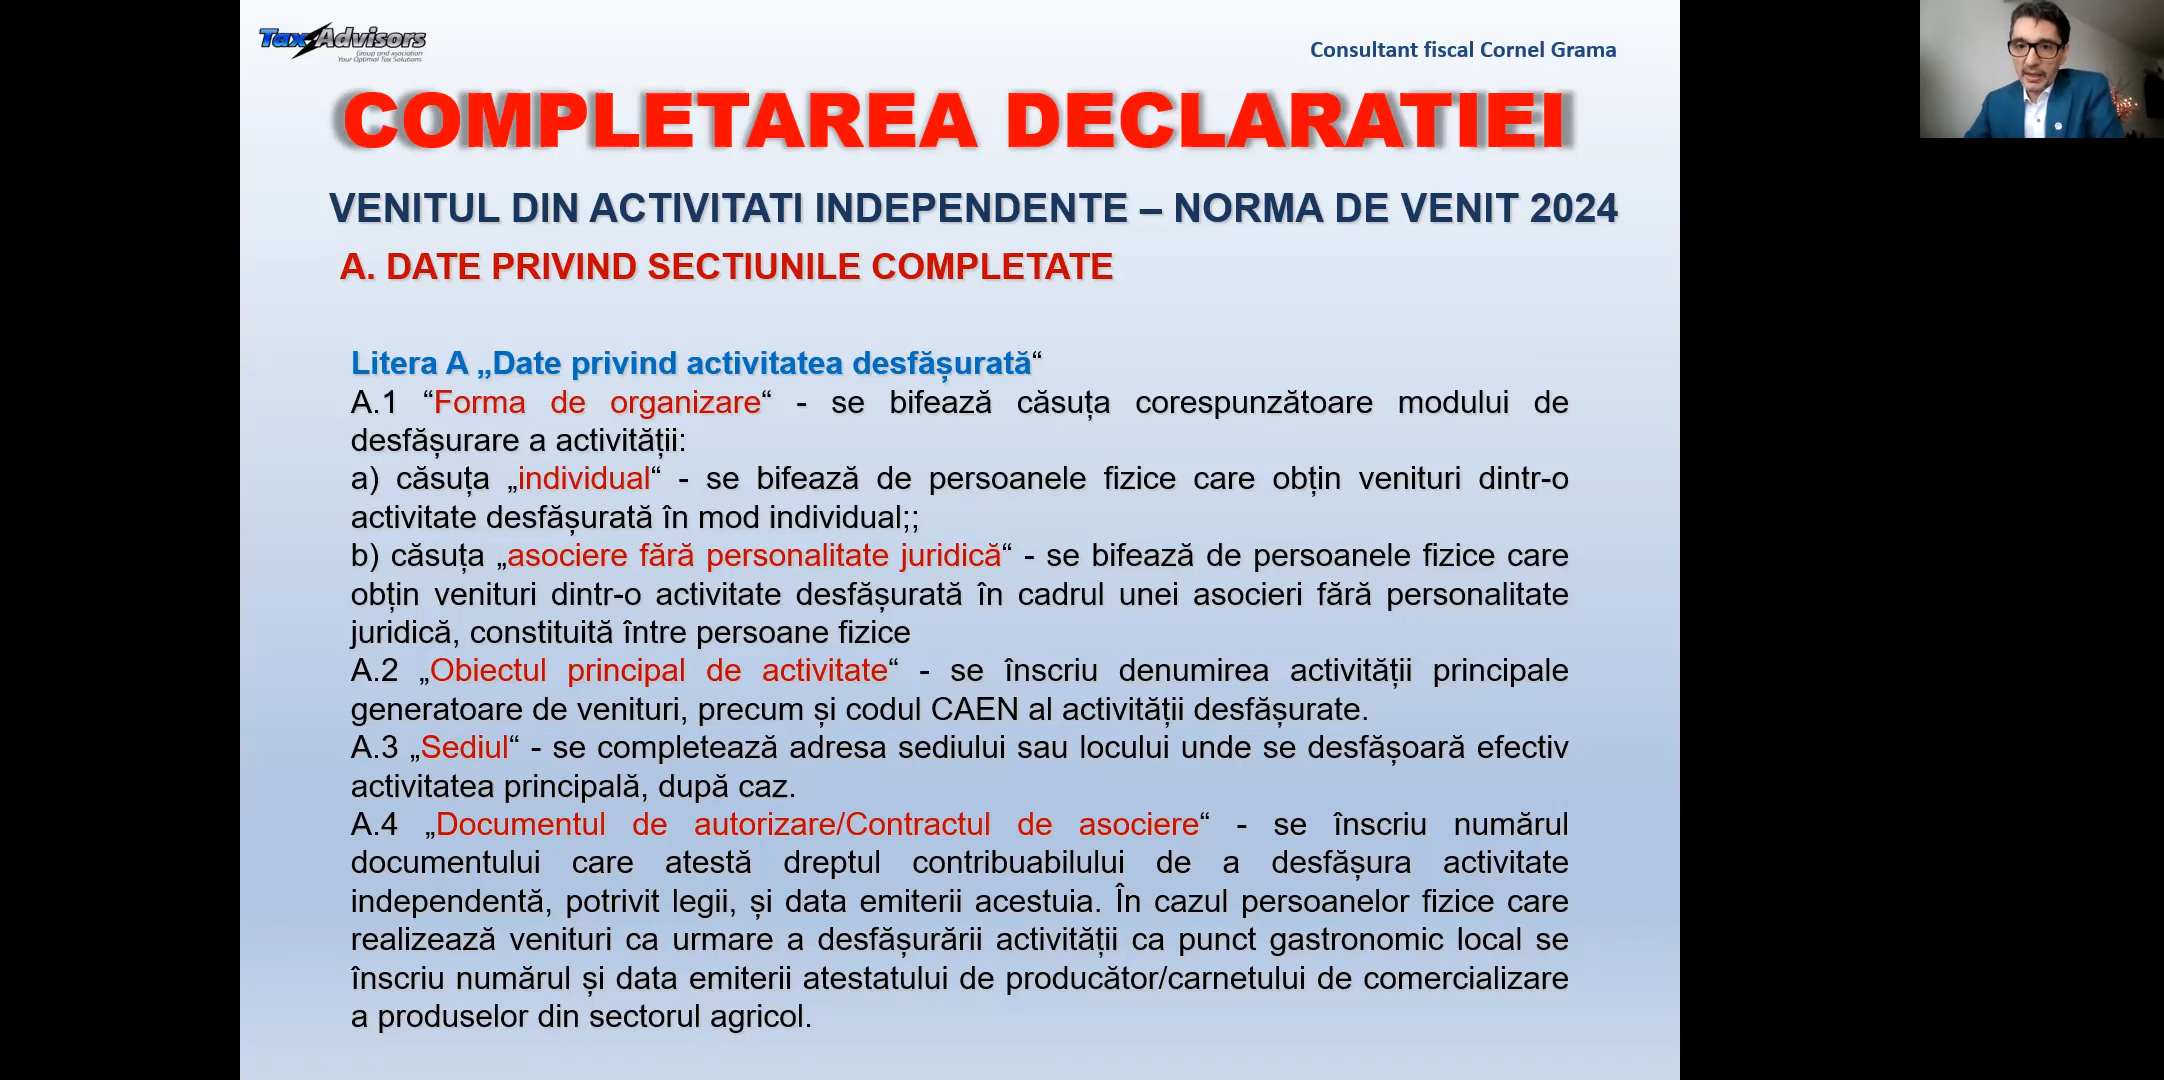 Tax Advisors
Group and asociation
Your Optimal Tax Solutions
Consultant fiscal Cornel Grama
COMPLETAREA DECLARATIEI
VENITUL DIN ACTIVITATI INDEPENDENTE – NORMA DE VENIT 2024
A. DATE PRIVIND SECTIUNILE COMPLETATE
Litera A „Date privind activitatea desfășurată“
A.1 “Forma de organizare“ - se bifează căsuța corespunzătoare modului de
desfășurare a activității:
a) căsuța „individual“ - se bifează de persoanele fizice care obțin venituri dintr-o
activitate desfășurată în mod individual;;
b) căsuța „asociere fără personalitate juridică“ - se bifează de persoanele fizice care
obțin venituri dintr-o activitate desfășurată în cadrul unei asocieri fără personalitate
juridică, constituită între persoane fizice
A.2 „Obiectul principal de activitate“ - se înscriu denumirea activității principale
generatoare de venituri, precum și codul CAEN al activității desfășurate.
A.3 „Sediul“ - se completează adresa sediului sau locului unde se desfășoară efectiv
activitatea principală, după caz.
A.4 „Documentul de autorizare/Contractul de asociere“ - se înscriu numărul
documentului care atestă dreptul contribuabilului de a desfășura activitate
independentă, potrivit legii, și data emiterii acestuia. În cazul persoanelor fizice care
realizează venituri ca urmare a desfășurării activității ca punct gastronomic local se
înscriu numărul și data emiterii atestatului de producător/carnetului de comercializare
a produselor din sectorul agricol.